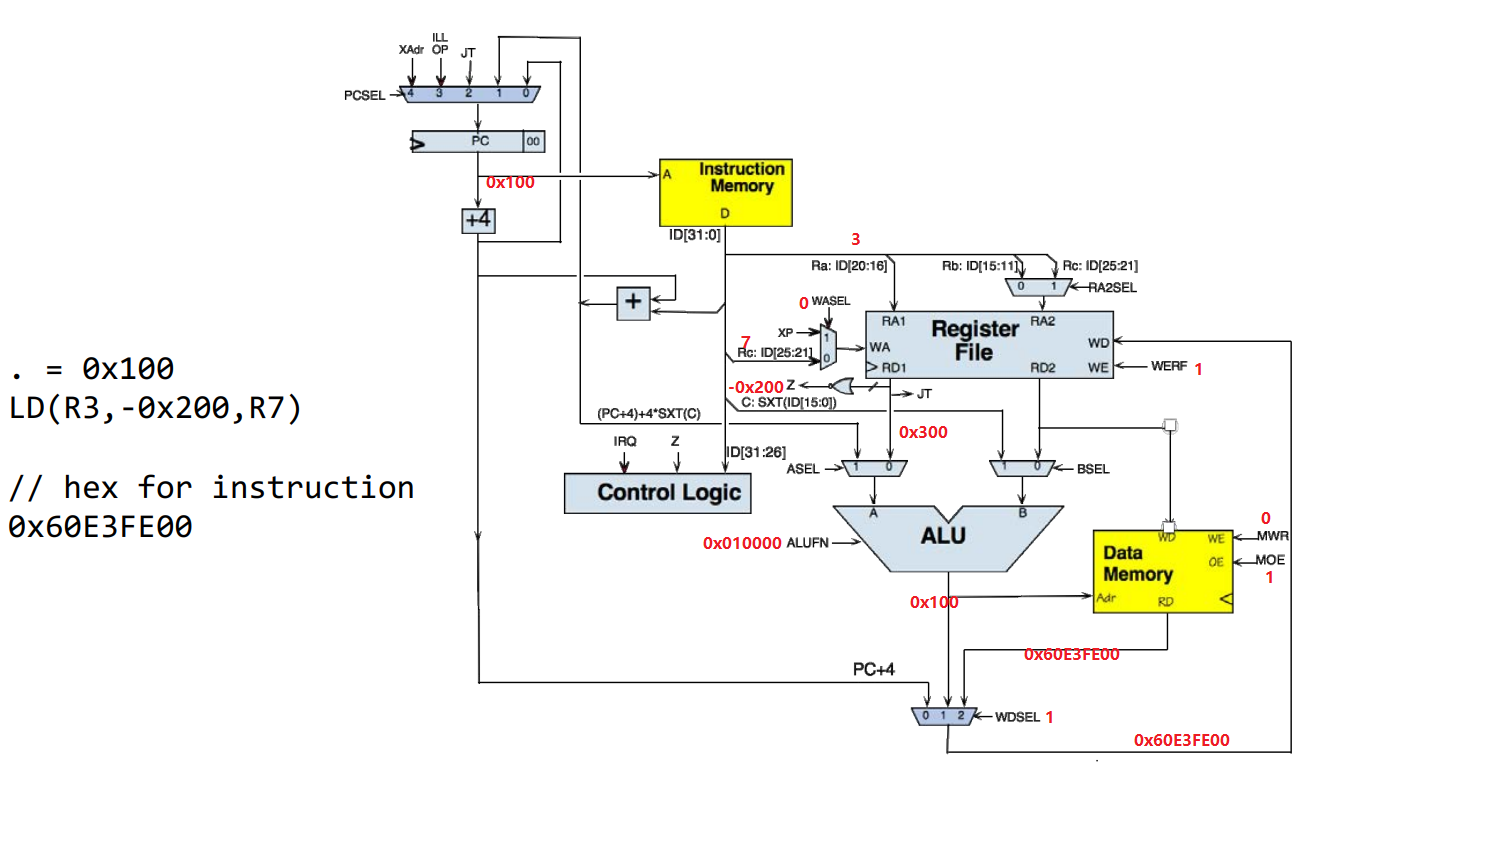 ILL
XAdr OP JT
PCSEL 4 3 2 1 0
PC 00
Instruction
A Memory
0x100
D
+4
ID[31:0]
3
Ra: ID[20:16] Rb: ID[15:11] Rc: ID[25:21]
0 1 RA2SEL
+
0 WASEL
XP 1
RA1 RA2
Register
File
WA WD
7
Rc: ID[25:21] 0
RD1 RD2 WE WERF 1
. = 0x100
LD(R3,-0x200,R7)
-0x200 Z JT
C: SXT(ID[15:0])
(PC+4)+4*SXT(C)
0x300
IRQ Z ID[31:26]
ASEL 1 0 1 0 BSEL
// hex for instruction
0x60E3FE00
Control Logic
A B
ALU
0x010000 ALUFN
0
WD WE MWR
Data
Memory
OE MOE
1
Adr RD
0x100
0x60E3FE00
PC+4
0 1 2 WDSEL 1
0x60E3FE00